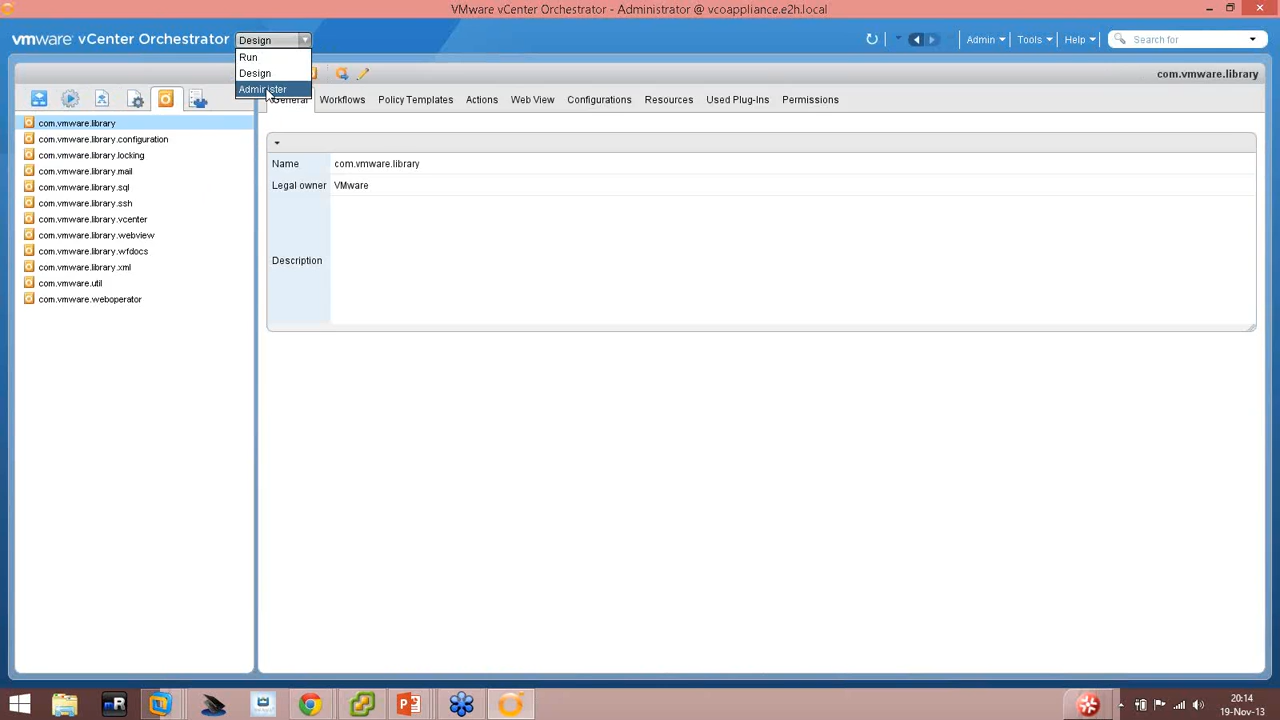 VMware vCenter Orchestrator - Administrator @ vcoappliance.e2h.local
vmware vCenter Orchestrator
Design
Admin
Tools
Help
Search for
Run
Design
Administer
com.vmware.library
General
Workflows
Policy Templates
Actions
Web View
Configurations
Resources
Used Plug-Ins
Permissions
com.vmware.library
com.vmware.library.configuration
com.vmware.library.locking
com.vmware.library.mail
com.vmware.library.sql
com.vmware.library.ssh
com.vmware.library.vcenter
com.vmware.library.webview
com.vmware.library.wfdocs
com.vmware.library.xml
com.vmware.util
com.vmware.weboperator
Name com.vmware.library
Legal owner VMware
Description
20:14
19-Nov-13